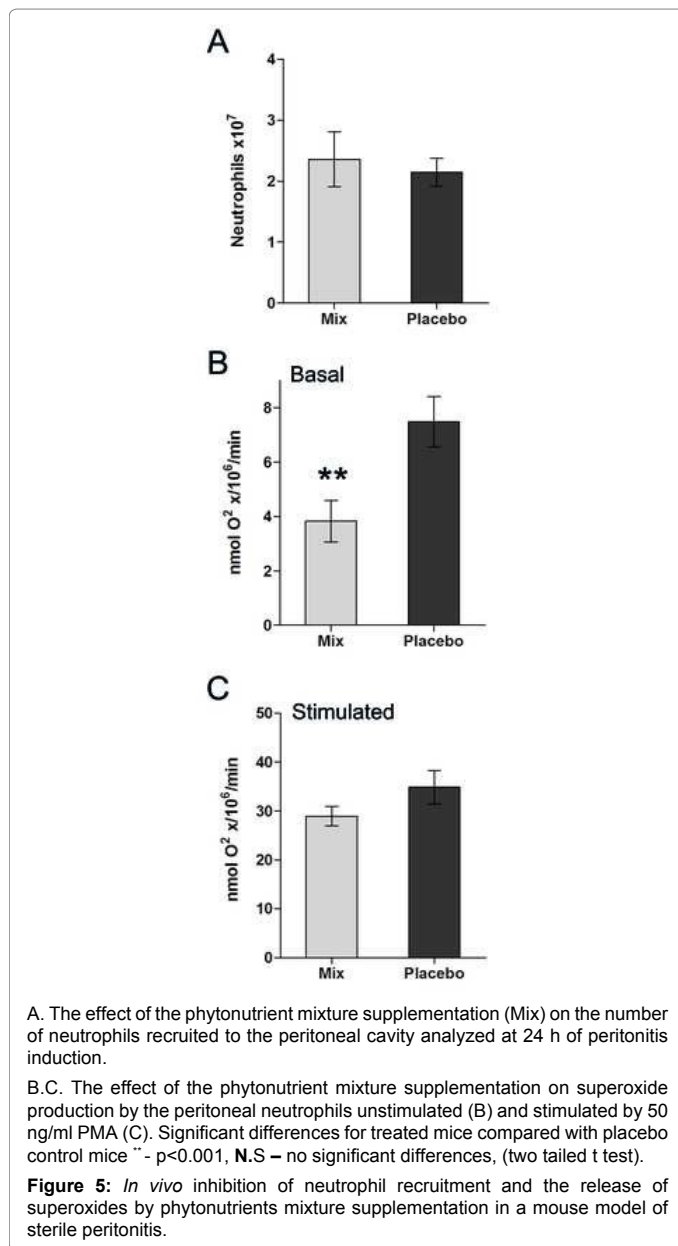 A
Neutrophils x10⁷
4
3
2
1
0
Mix
Placebo
B
Basal
nmol O² x/10⁶/min
8
6
4
2
0
**
Mix
Placebo
C
Stimulated
nmol O² x/10⁶/min
50
40
30
20
10
0
Mix
Placebo
A. The effect of the phytonutrient mixture supplementation (Mix) on the number
of neutrophils recruited to the peritoneal cavity analyzed at 24 h of peritonitis
induction.
B.C. The effect of the phytonutrient mixture supplementation on superoxide
production by the peritoneal neutrophils unstimulated (B) and stimulated by 50
ng/ml PMA (C). Significant differences for treated mice compared with placebo
control mice ** - p<0.001, N.S – no significant differences, (two tailed t test).
Figure 5: In vivo inhibition of neutrophil recruitment and the release of
superoxides by phytonutrients mixture supplementation in a mouse model of
sterile peritonitis.